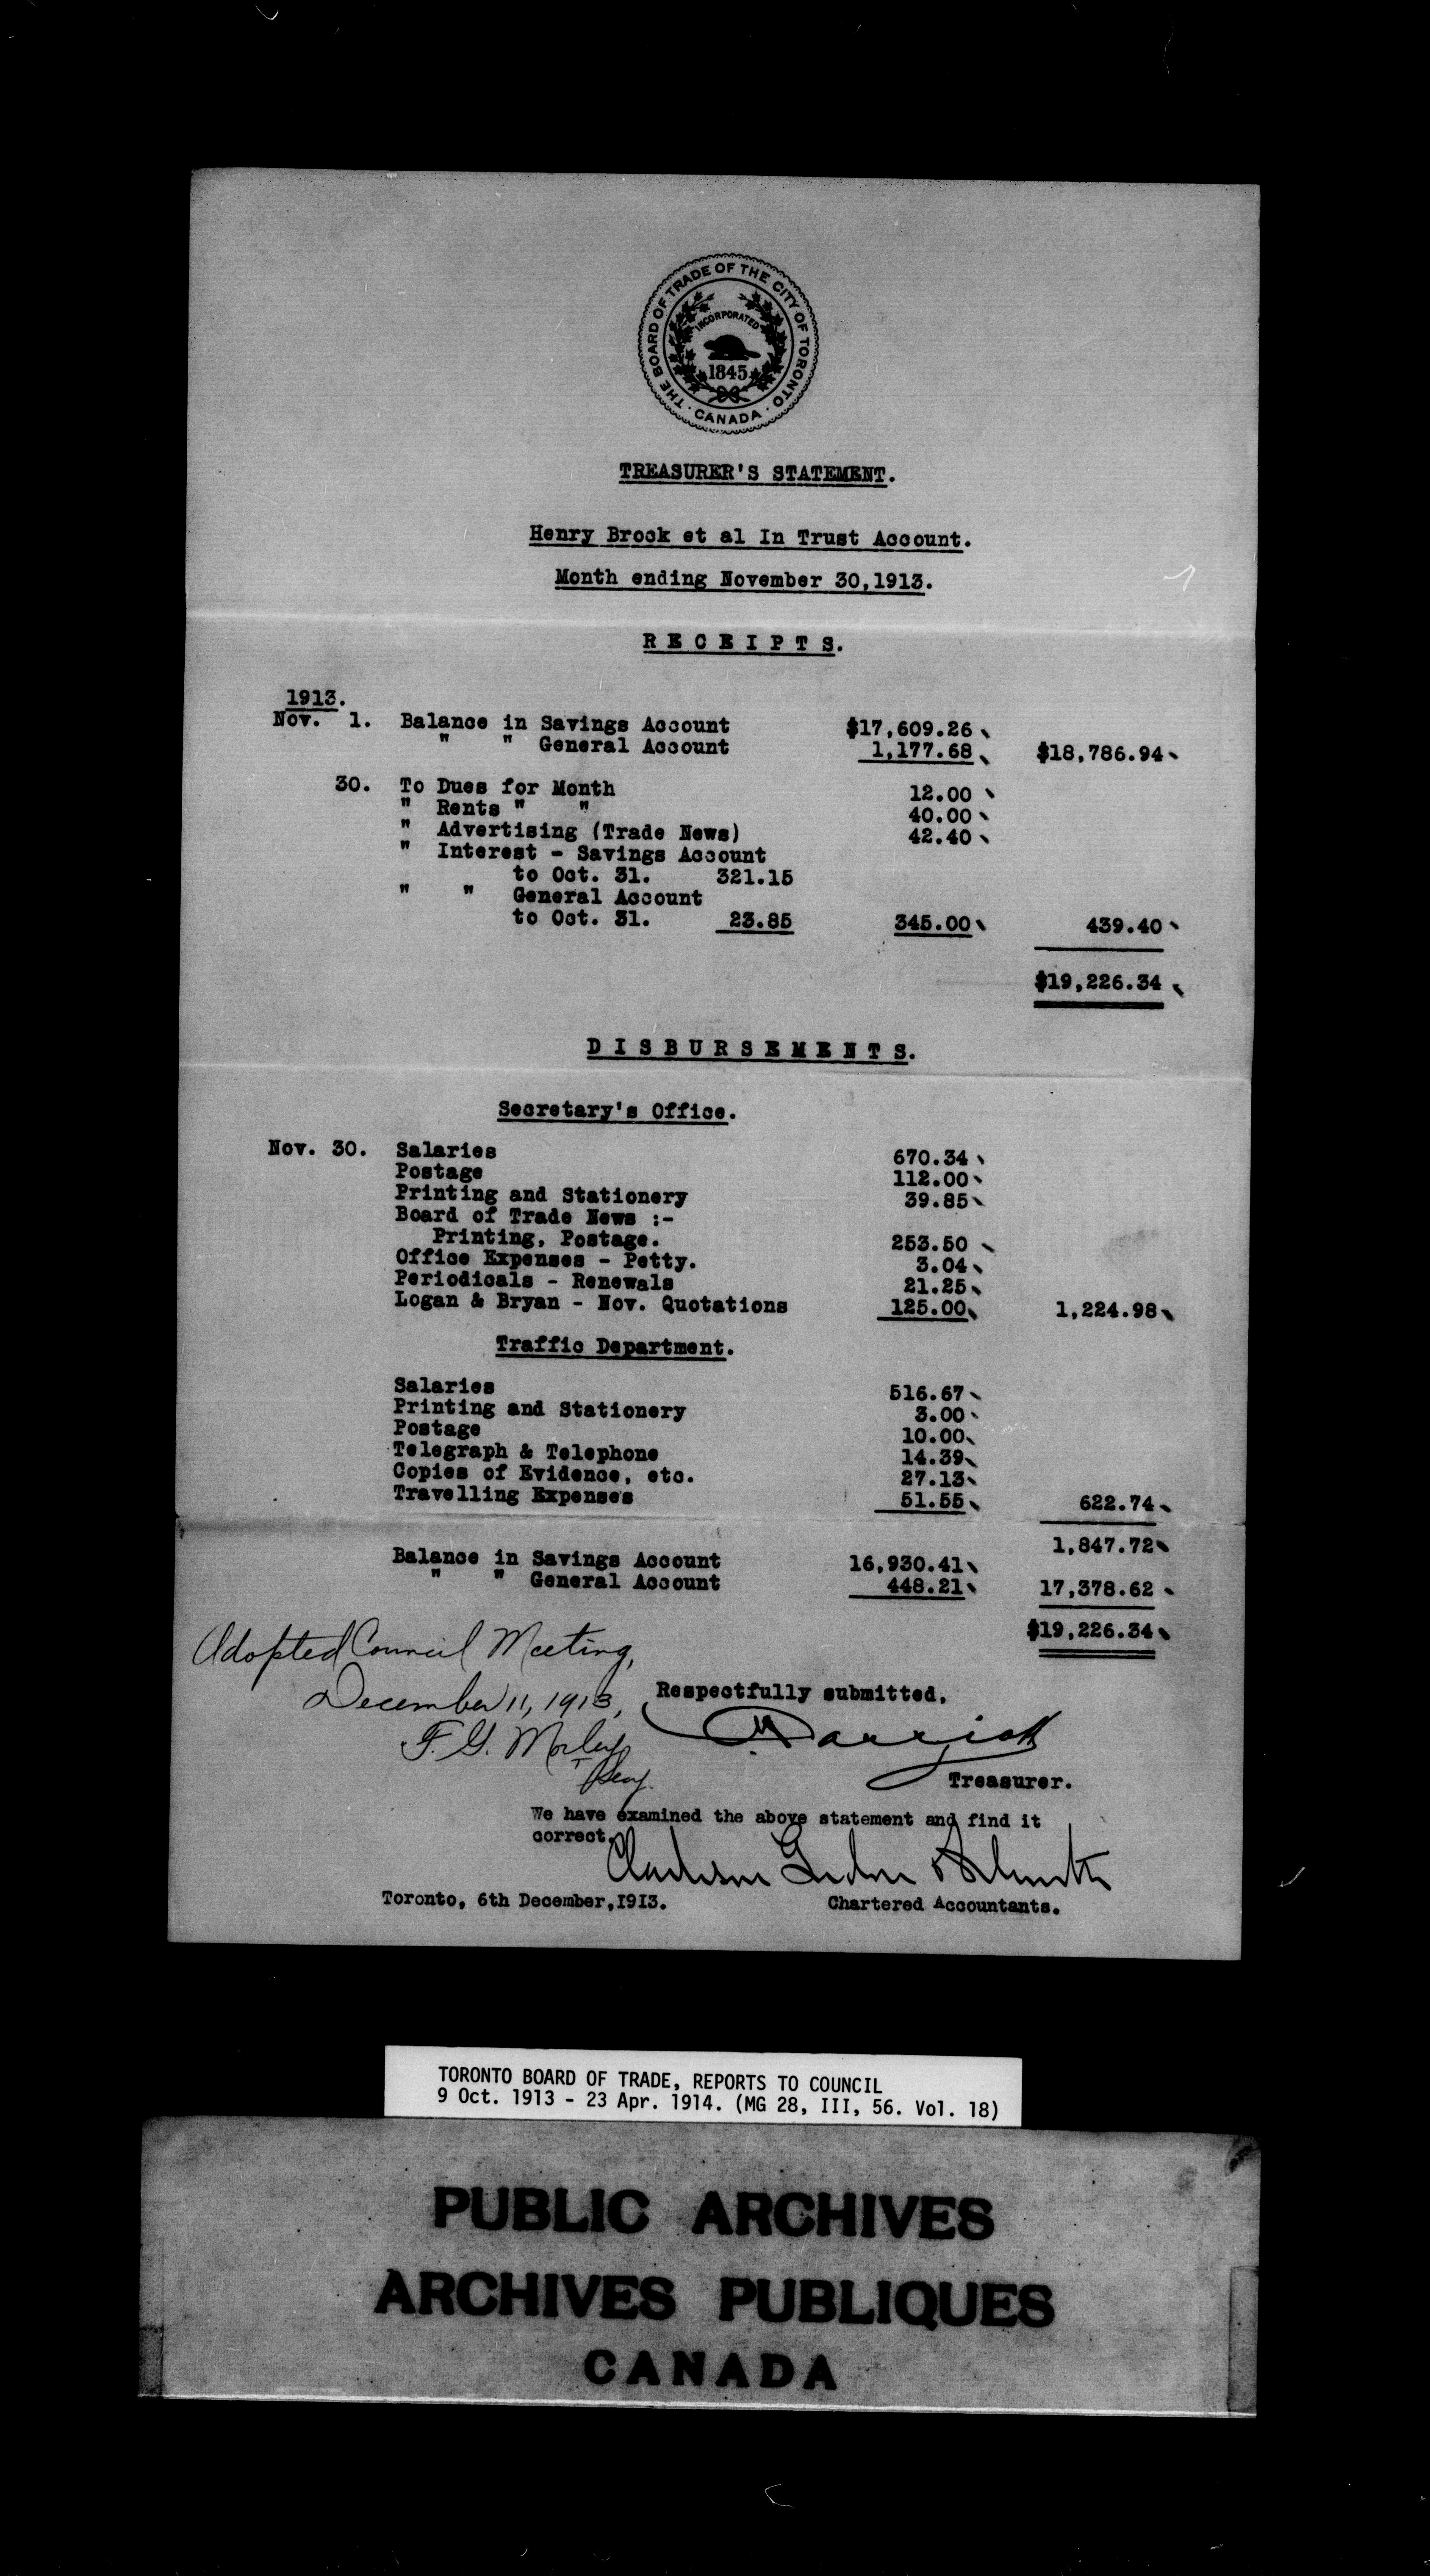 THE BOARD OF TRADE OF THE CITY OF TORONTO
· CANADA ·
INCORPORATED
1845
TREASURER'S STATEMENT.
Henry Brock et al In Trust Account.
Month ending November 30,1913.
R E C E I P T S.
1913.
Nov. 1. Balance in Savings Account $17,609.26
" " General Account 1,177.68 $18,786.94
30. To Dues for Month 12.00
" Rents " " 40.00
" Advertising (Trade News) 42.40
" Interest - Savings Account
to Oct. 31. 321.15
" " General Account
to Oct. 31. 23.85 345.00 439.40
$19,226.34
D I S B U R S E M E N T S.
Secretary's Office.
Nov. 30. Salaries 670.34
Postage 112.00
Printing and Stationery 39.85
Board of Trade News :-
Printing, Postage. 253.50
Office Expenses - Petty. 3.04
Periodicals - Renewals 21.25
Logan & Bryan - Nov. Quotations 125.00 1,224.98
Traffic Department.
Salaries 516.67
Printing and Stationery 3.00
Postage 10.00
Telegraph & Telephone 14.39
Copies of Evidence, etc. 27.13
Travelling Expenses 51.55 622.74
1,847.72
Balance in Savings Account 16,930.41
" " General Account 448.21 17,378.62
$19,226.34
Adopted Council Meeting,
December 11, 1913,
Respectfully submitted,
F. G. Morley
Secy.
Treasurer.
We have examined the above statement and find it
correct.
Toronto, 6th December,1913. Chartered Accountants.
TORONTO BOARD OF TRADE, REPORTS TO COUNCIL
9 Oct. 1913 - 23 Apr. 1914. (MG 28, III, 56. Vol. 18)
PUBLIC ARCHIVES
ARCHIVES PUBLIQUES
CANADA